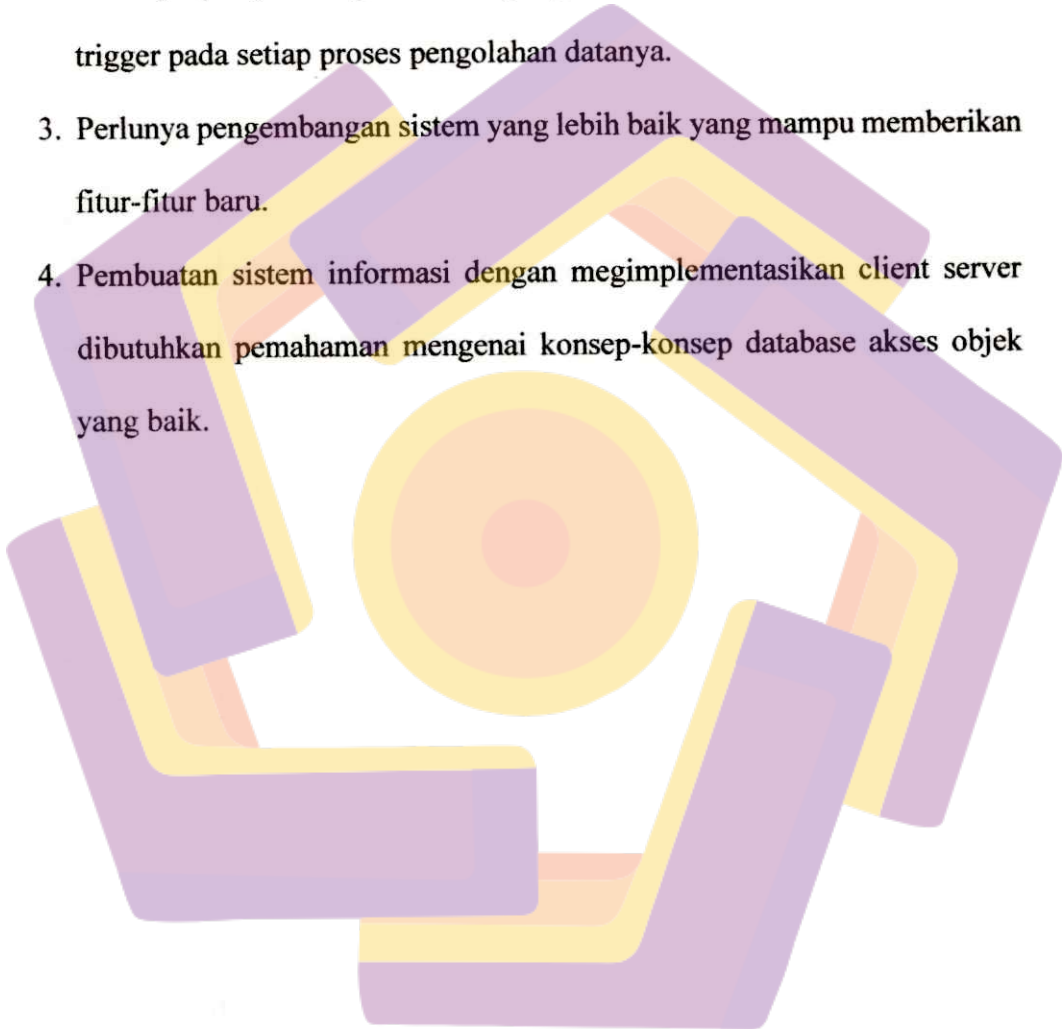 trigger pada setiap proses pengolahan datanya.
3. Perlunya pengembangan sistem yang lebih baik yang mampu memberikan
fitur-fitur baru.
4. Pembuatan sistem informasi dengan megimplementasikan client server
dibutuhkan pemahaman mengenai konsep-konsep database akses objek
yang baik.